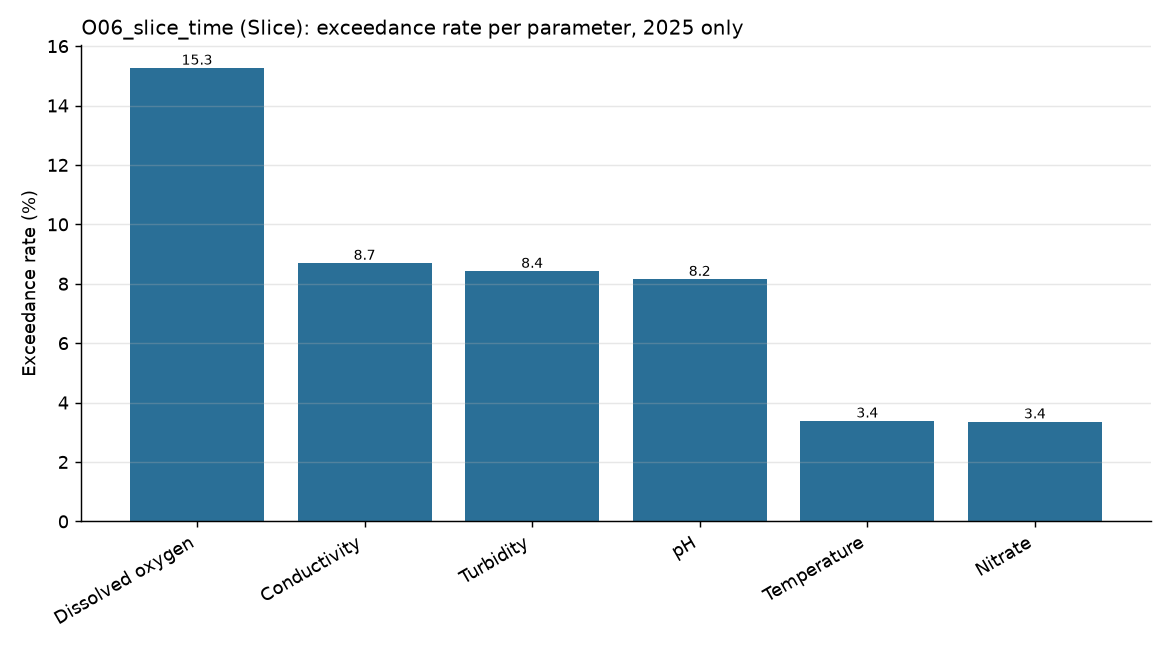 O06_slice_time (Slice): exceedance rate per parameter, 2025 only
Exceedance rate (%)
16
14
12
10
8
6
4
2
0
15.3
8.7
8.4
8.2
3.4
3.4
Dissolved oxygen
Conductivity
Turbidity
pH
Temperature
Nitrate